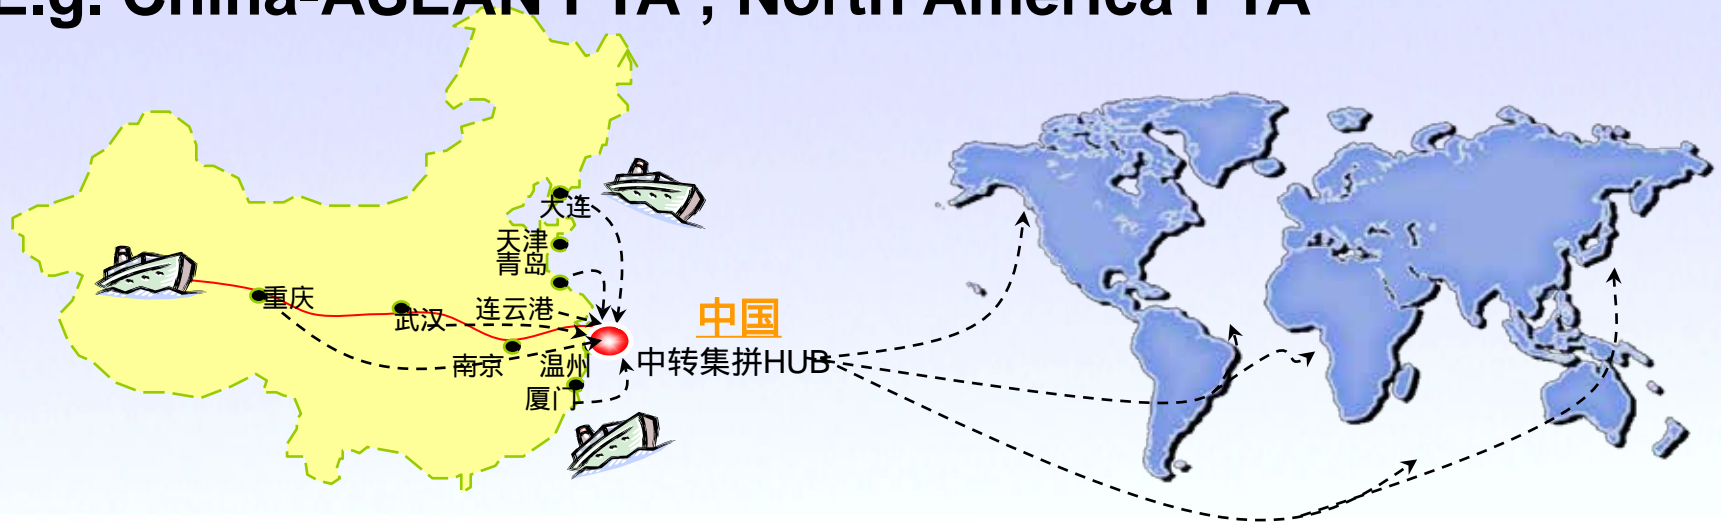 E.g. China-ASEAN FTA , North America FTA
大连
天津
青岛
重庆
连云港
武汉
南京
温州
厦门
中国
中转集拼HUB